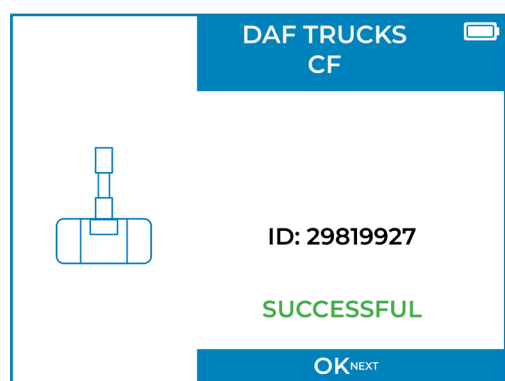 DAF TRUCKS
CF
ID: 29819927
SUCCESSFUL
OK NEXT